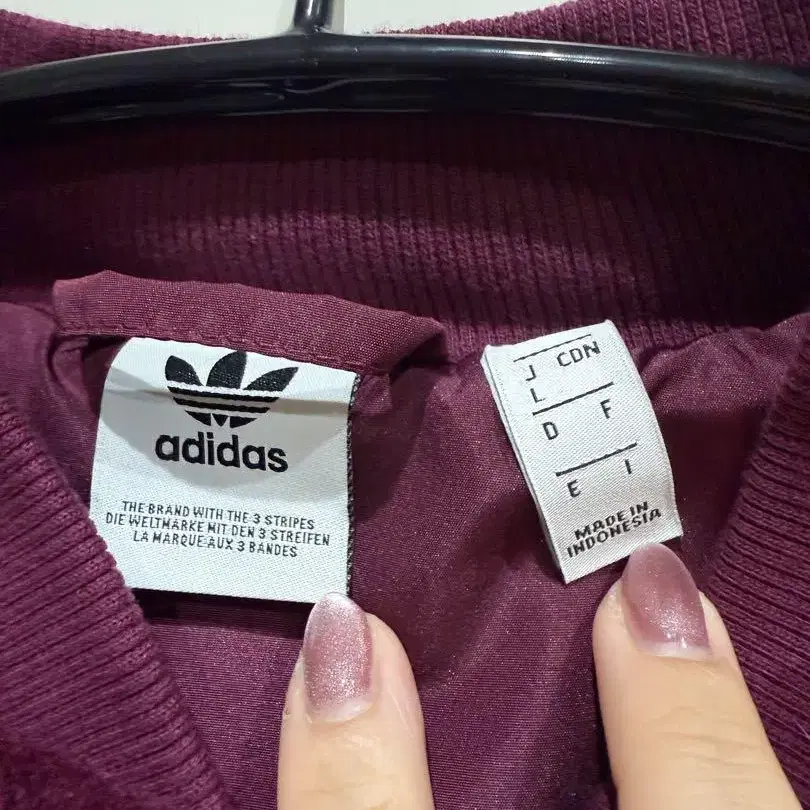 adidas
THE BRAND WITH THE 3 STRIPES
DIE WELTMARKE MIT DEN 3 STREIFEN
LA MARQUE AUX 3 BANDES
J CDN
L
D F
E I
MADE IN
INDONESIA